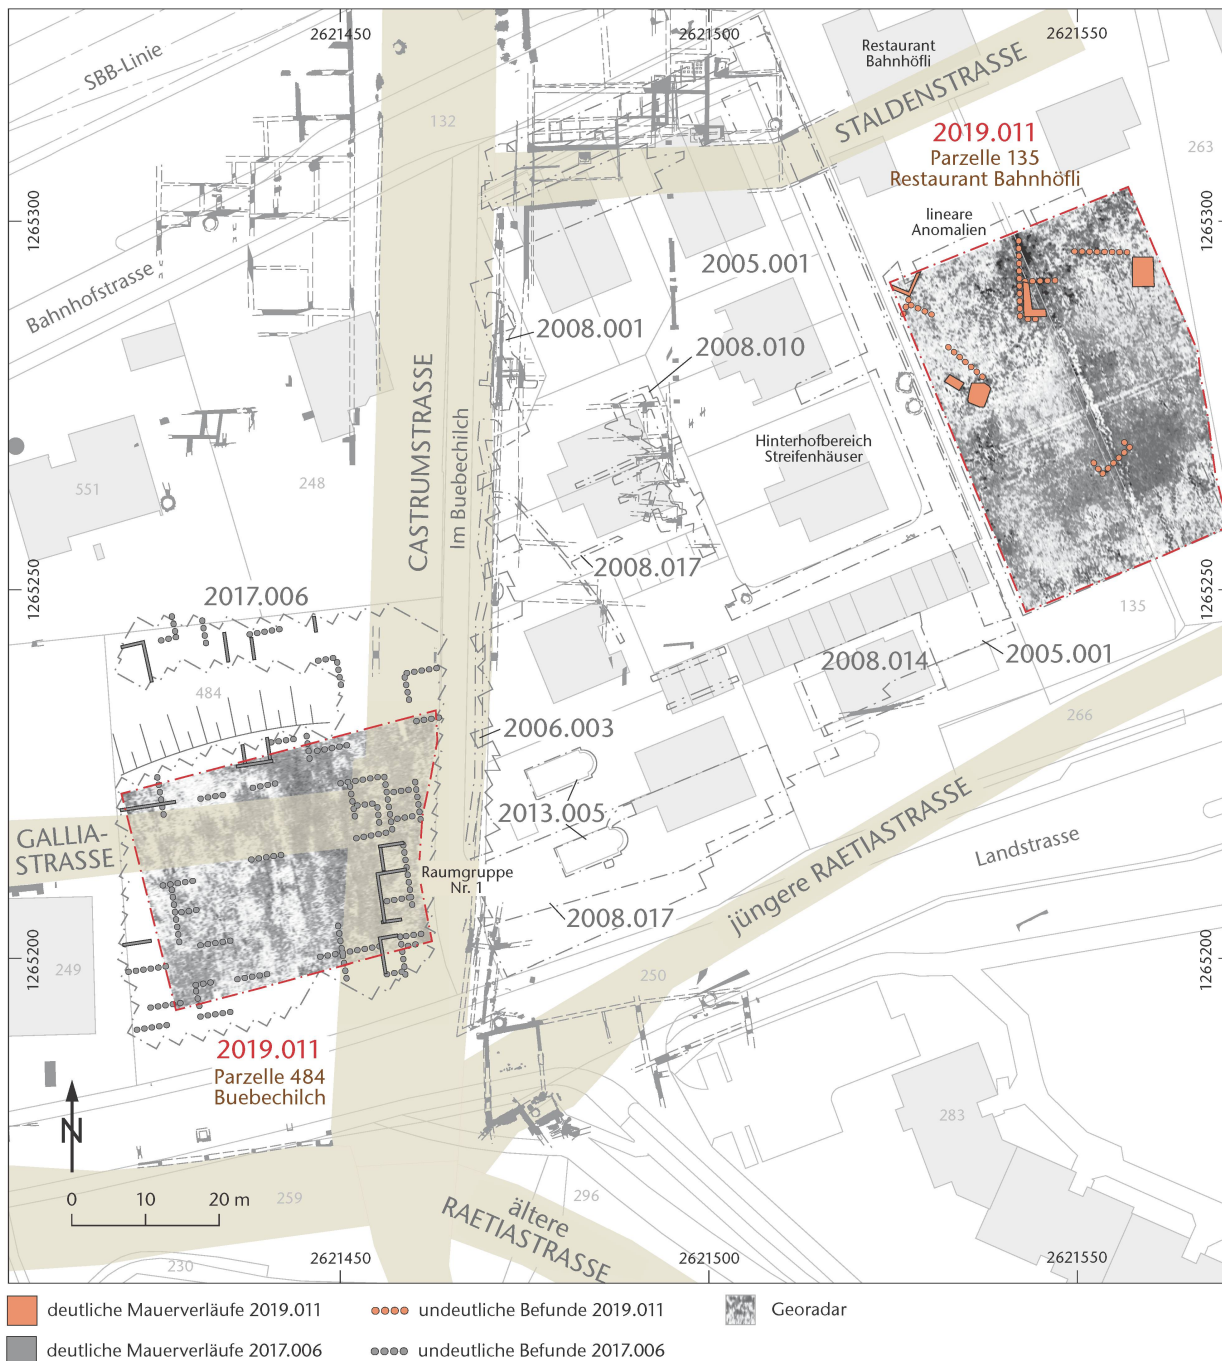 2621450
2621500
2621550
SBB-Linie
Restaurant
Bahnhöfli
132
STALDENSTRASSE
2019.011
Parzelle 135
Restaurant Bahnhöfli
263
1265300
1265300
lineare
Anomalien
2005.001
Bahnhofstrasse
2008.001
2008.010
CASTRUMSTRASSE
Im Buebechilch
Hinterhofbereich
Streifenhäuser
551
248
2008.017
1265250
1265250
2017.006
135
2005.001
2008.014
484
266
2006.003
2013.005
GALLIA-
STRASSE
jüngere RAETIASTRASSE
Landstrasse
Raumgruppe
Nr. 1
2008.017
1265200
1265200
249
250
2019.011
Parzelle 484
Buebechilch
283
N
0 10 20 m
259
296
ältere
RAETIASTRASSE
230
2621450
2621500
2621550
deutliche Mauerverläufe 2019.011
undeutliche Befunde 2019.011
Georadar
deutliche Mauerverläufe 2017.006
undeutliche Befunde 2017.006